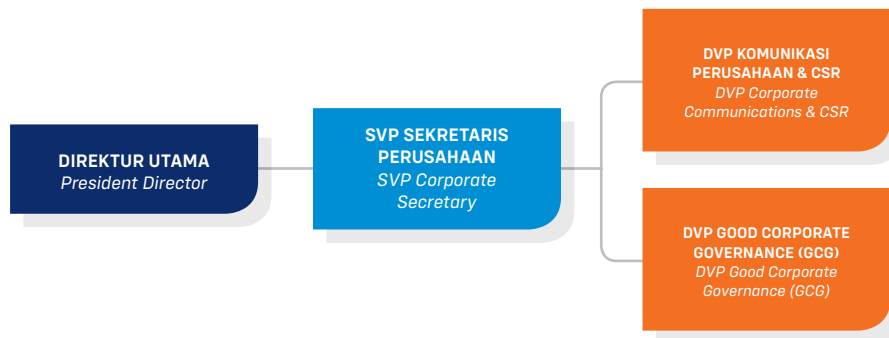 DIREKTUR UTAMA
President Director
SVP SEKRETARIS
PERUSAHAAN
SVP Corporate
Secretary
DVP KOMUNIKASI
PERUSAHAAN & CSR
DVP Corporate
Communications & CSR
DVP GOOD CORPORATE
GOVERNANCE (GCG)
DVP Good Corporate
Governance (GCG)